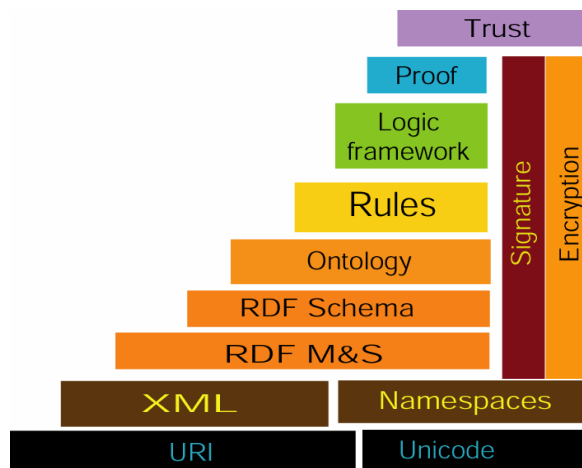 Trust
Proof
Logic
framework
Rules
Ontology
RDF Schema
RDF M&S
Signature
Encryption
XML
Namespaces
URI
Unicode